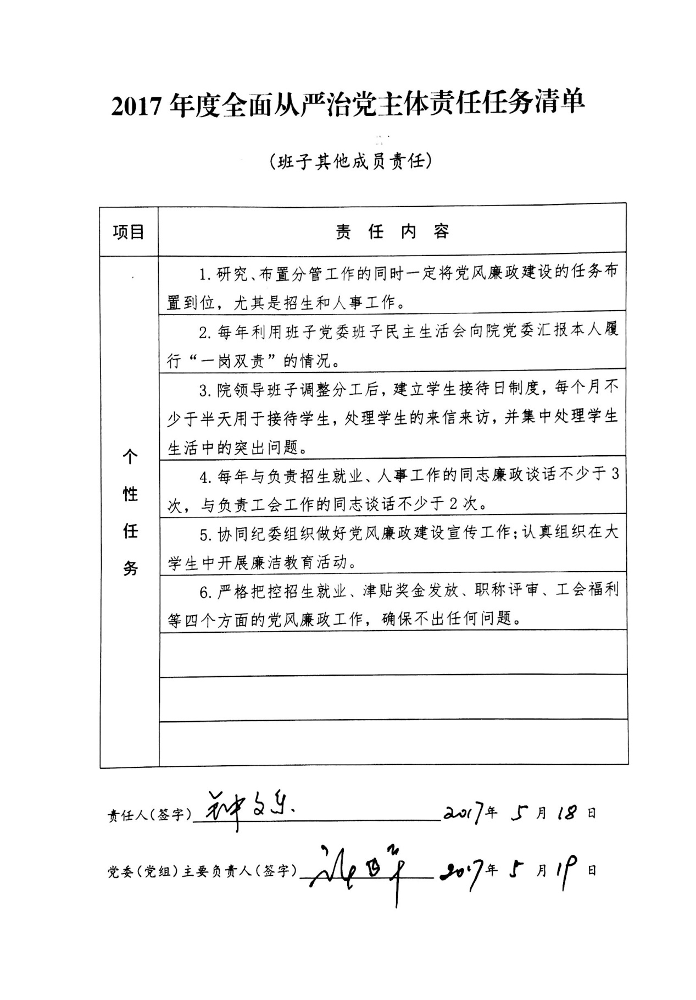 2017 年度全面从严治党主体责任任务清单
（班子其他成员责任）
项目
责 任 内 容
个性任务
1. 研究、布置分管工作的同时一定将党风廉政建设的任务布
置到位，尤其是招生和人事工作。
2. 每年利用班子党委班子民主生活会向院党委汇报本人履
行“一岗双责”的情况。
3. 院领导班子调整分工后，建立学生接待日制度，每个月不
少于半天用于接待学生，处理学生的来信来访，并集中处理学生
生活中的突出问题。
4. 每年与负责招生就业、人事工作的同志廉政谈话不少于 3
次，与负责工会工作的同志谈话不少于 2 次。
5. 协同纪委组织做好党风廉政建设宣传工作；认真组织在大
学生中开展廉洁教育活动。
6. 严格把控招生就业、津贴奖金发放、职称评审、工会福利
等四个方面的党风廉政工作，确保不出任何问题。
责任人（签字） 钟文乐 2017年 5 月 18 日
党委（党组）主要负责人（签字） 2017年 5 月 19 日